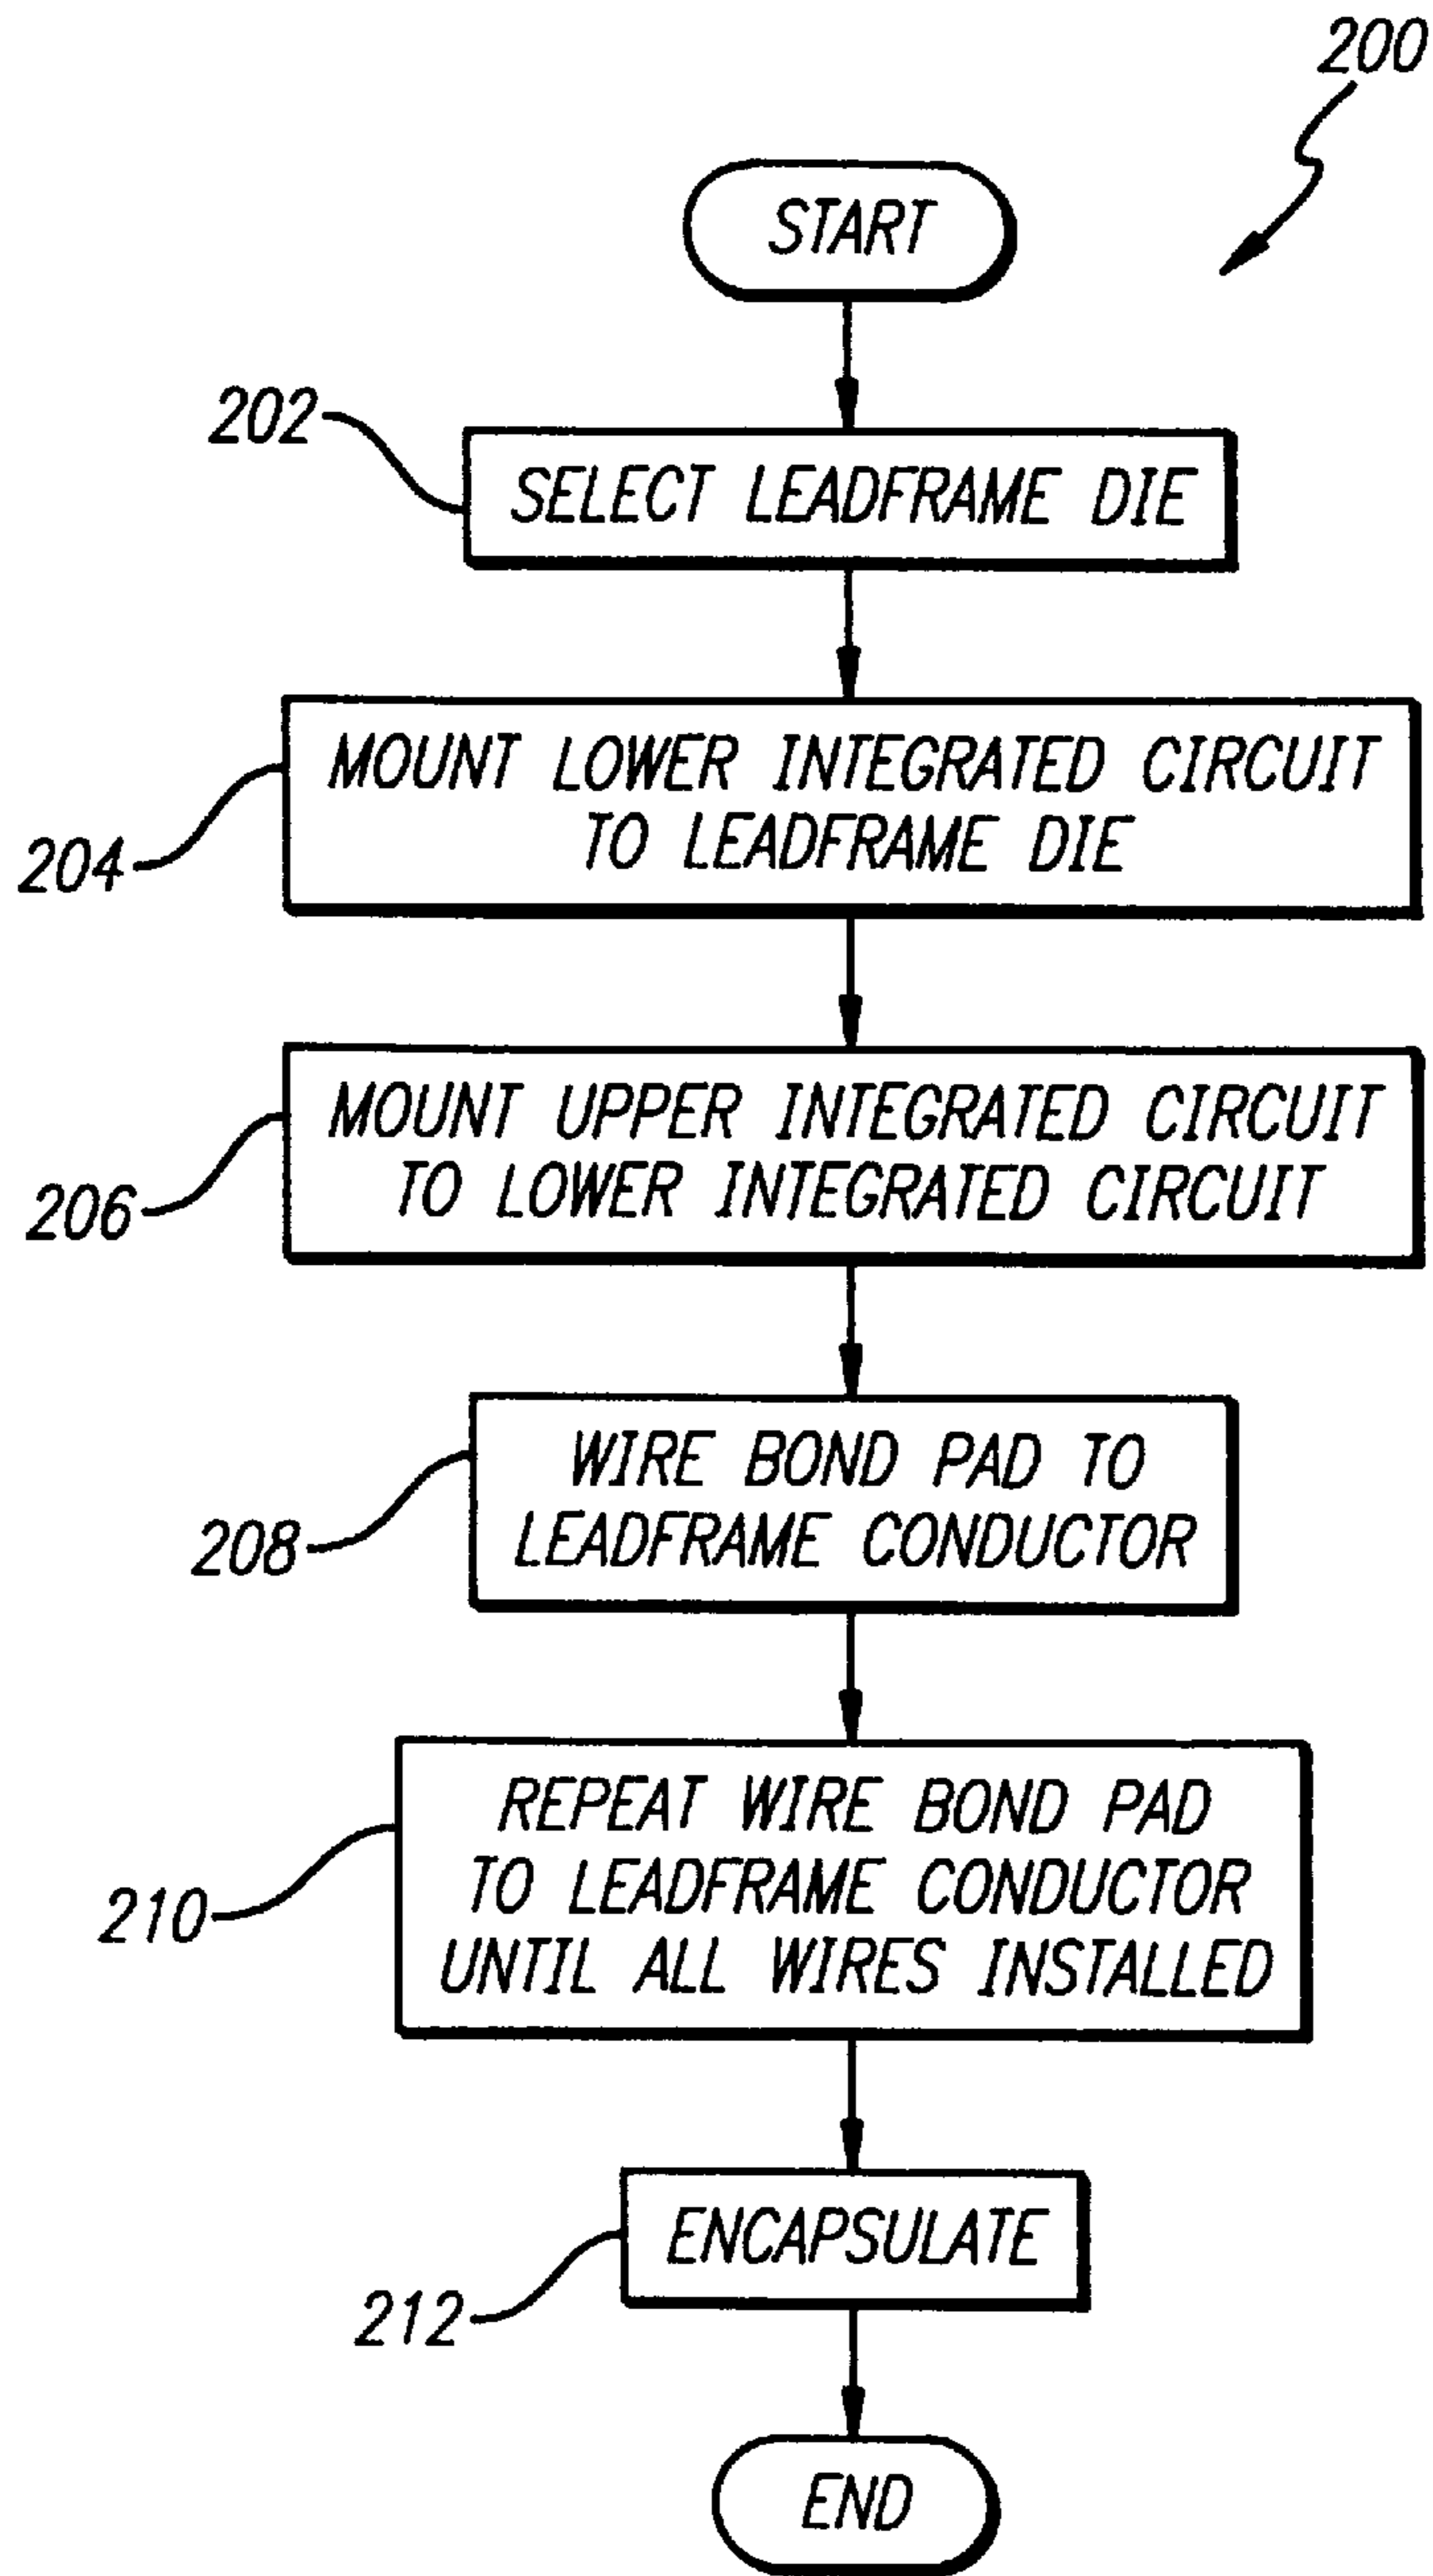 200
START
202
SELECT LEADFRAME DIE
MOUNT LOWER INTEGRATED CIRCUIT
TO LEADFRAME DIE
204
MOUNT UPPER INTEGRATED CIRCUIT
TO LOWER INTEGRATED CIRCUIT
206
WIRE BOND PAD TO
LEADFRAME CONDUCTOR
208
REPEAT WIRE BOND PAD
TO LEADFRAME CONDUCTOR
UNTIL ALL WIRES INSTALLED
210
ENCAPSULATE
212
END